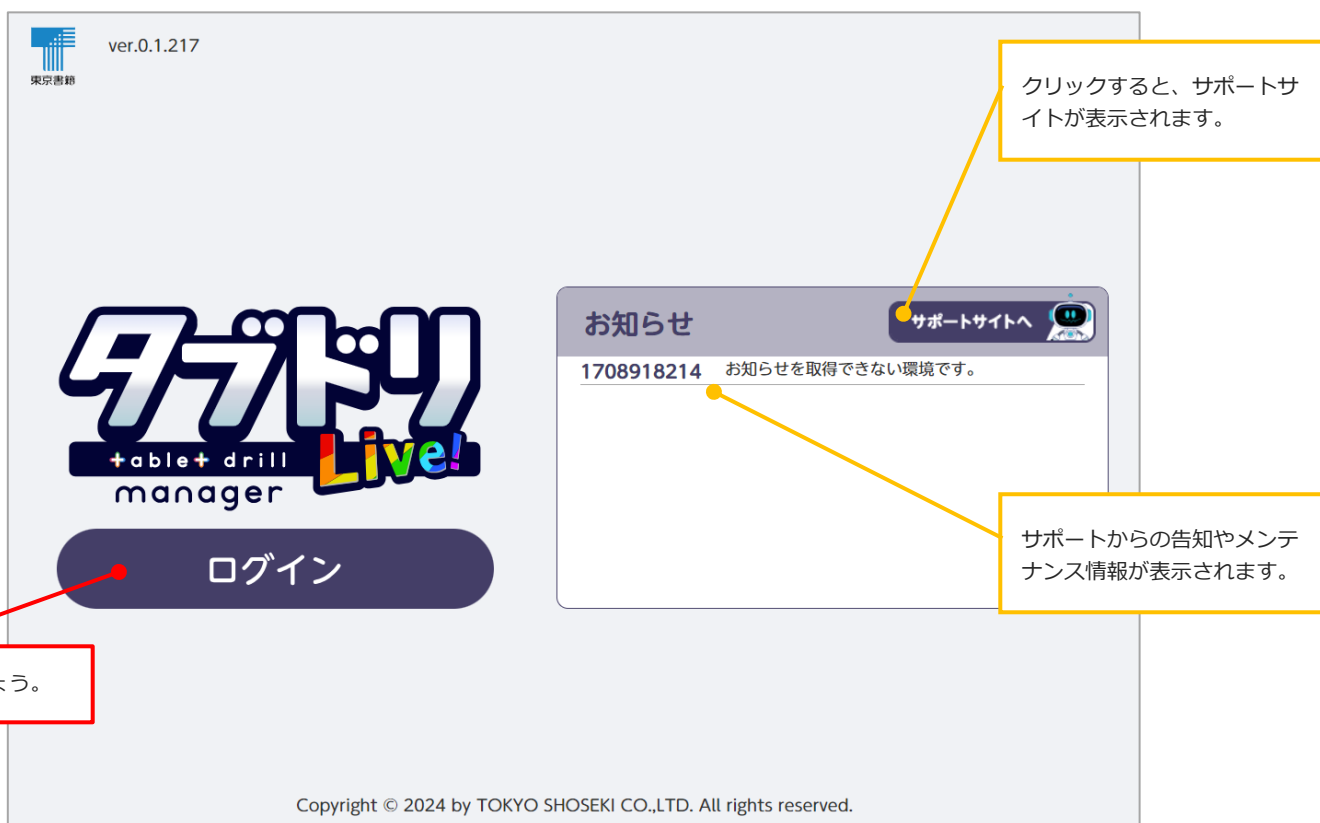 東京書籍
ver.0.1.217
クリックすると、サポートサ
イトが表示されます。
タブドリ
Live!
tablet drill
manager
ログイン
お知らせ
サポートサイトへ
1708918214 お知らせを取得できない環境です。
サポートからの告知やメンテ
ナンス情報が表示されます。
ょう。
Copyright © 2024 by TOKYO SHOSEKI CO.,LTD. All rights reserved.